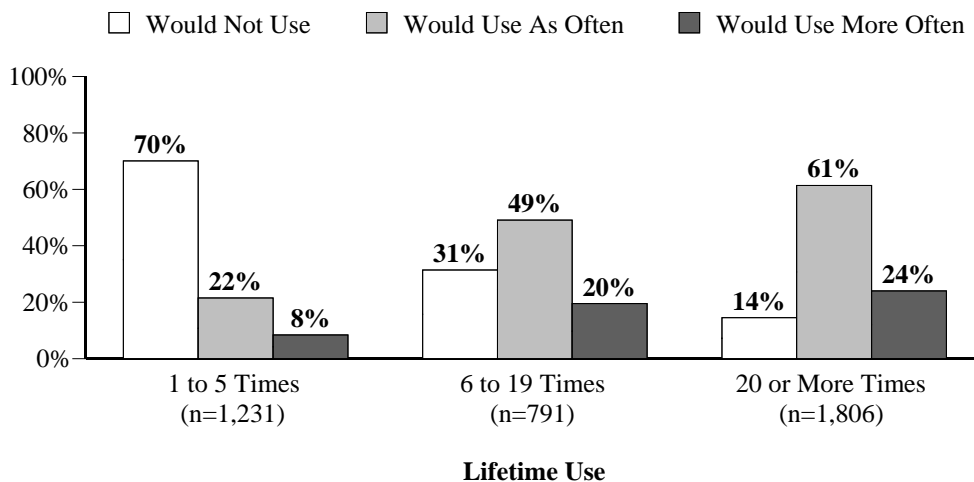 Would Not Use Would Use As Often Would Use More Often
100%
80%
60%
40%
20%
0%
70%
22%
8%
31%
49%
20%
14%
61%
24%
1 to 5 Times
(n=1,231)
6 to 19 Times
(n=791)
20 or More Times
(n=1,806)
Lifetime Use